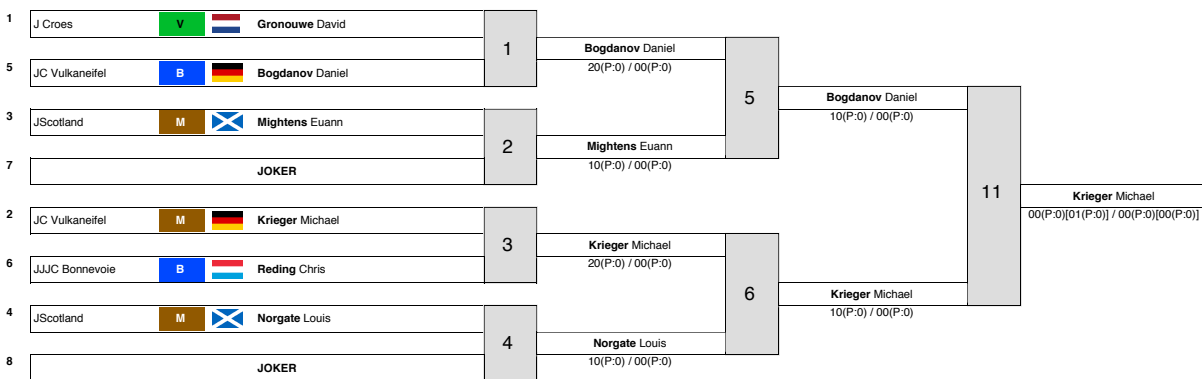 1 J Croes V Gronouwe David
5 JC Vulkaneifel B Bogdanov Daniel
1
Bogdanov Daniel
20(P:0) / 00(P:0)
3 JScotland M Mightens Euann
7 JOKER
2
Mightens Euann
10(P:0) / 00(P:0)
5
Bogdanov Daniel
10(P:0) / 00(P:0)
2 JC Vulkaneifel M Krieger Michael
6 JJJC Bonnevoie B Reding Chris
3
Krieger Michael
20(P:0) / 00(P:0)
4 JScotland M Norgate Louis
8 JOKER
4
Norgate Louis
10(P:0) / 00(P:0)
6
Krieger Michael
10(P:0) / 00(P:0)
11
Krieger Michael
00(P:0)[01(P:0)] / 00(P:0)[00(P:0)]